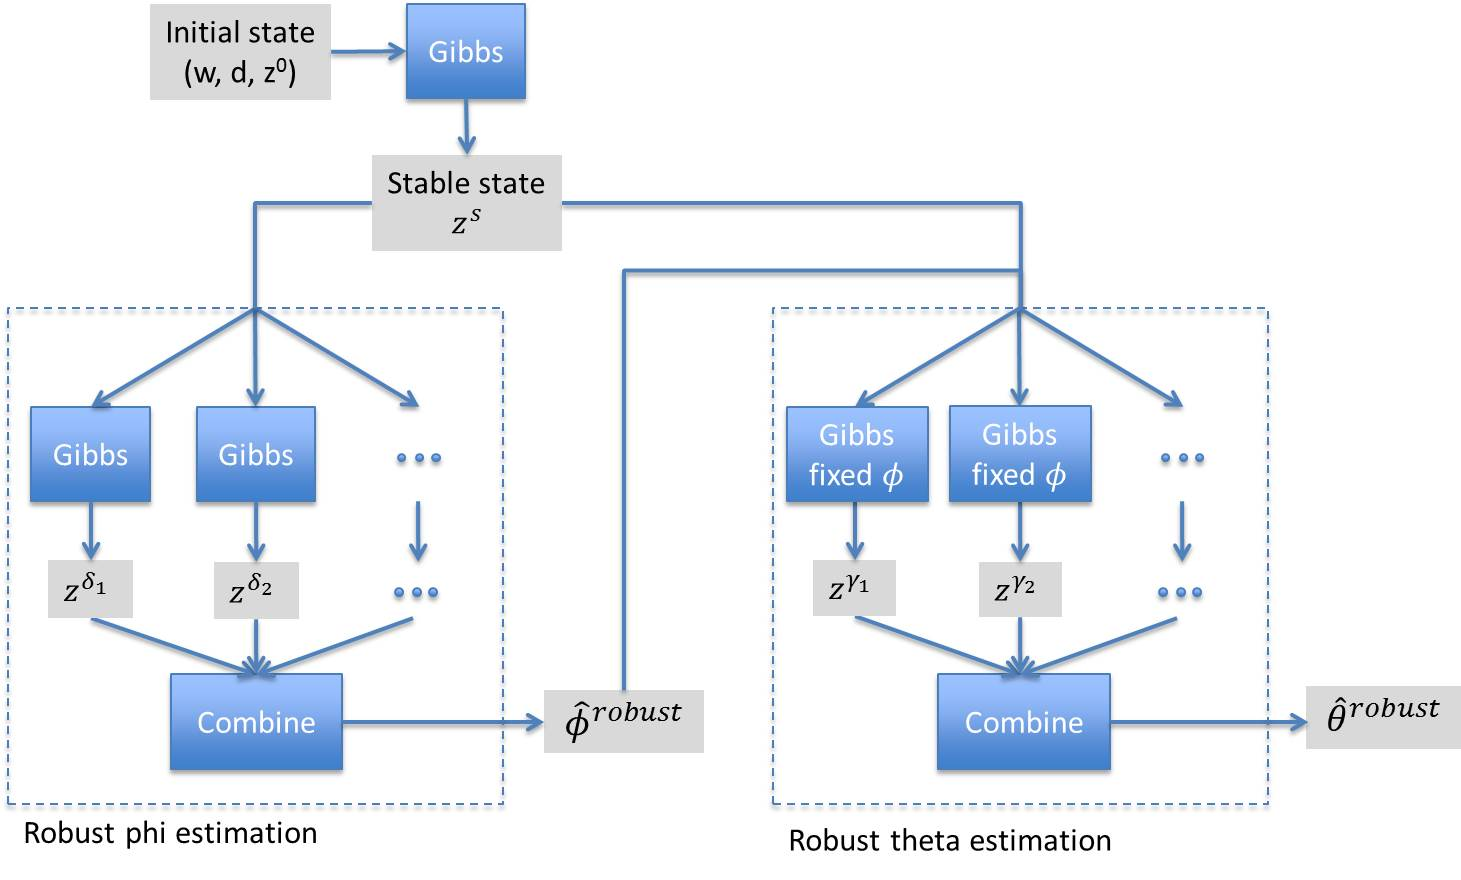 Initial state
(w, d, z⁰)
Gibbs
Stable state
zˢ
Gibbs
Gibbs
...
Gibbs
fixed ϕ
Gibbs
fixed ϕ
...
z^{δ₁}
z^{δ₂}
...
z^{γ₁}
z^{γ₂}
...
Combine
ϕ̂^{robust}
Combine
θ̂^{robust}
Robust phi estimation
Robust theta estimation